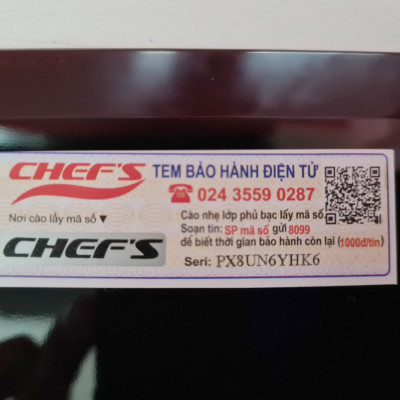 CHEF'S TEM BẢO HÀNH ĐIỆN TỬ
☎ 024 3559 0287
Nơi cào lấy mã số ▼
CHEF'S
Cào nhẹ lớp phủ bạc lấy mã số
Soạn tin: SP mã số gửi 8099
để biết thời gian bảo hành còn lại (1000đ/tin)
Seri: PX8UN6YHK6